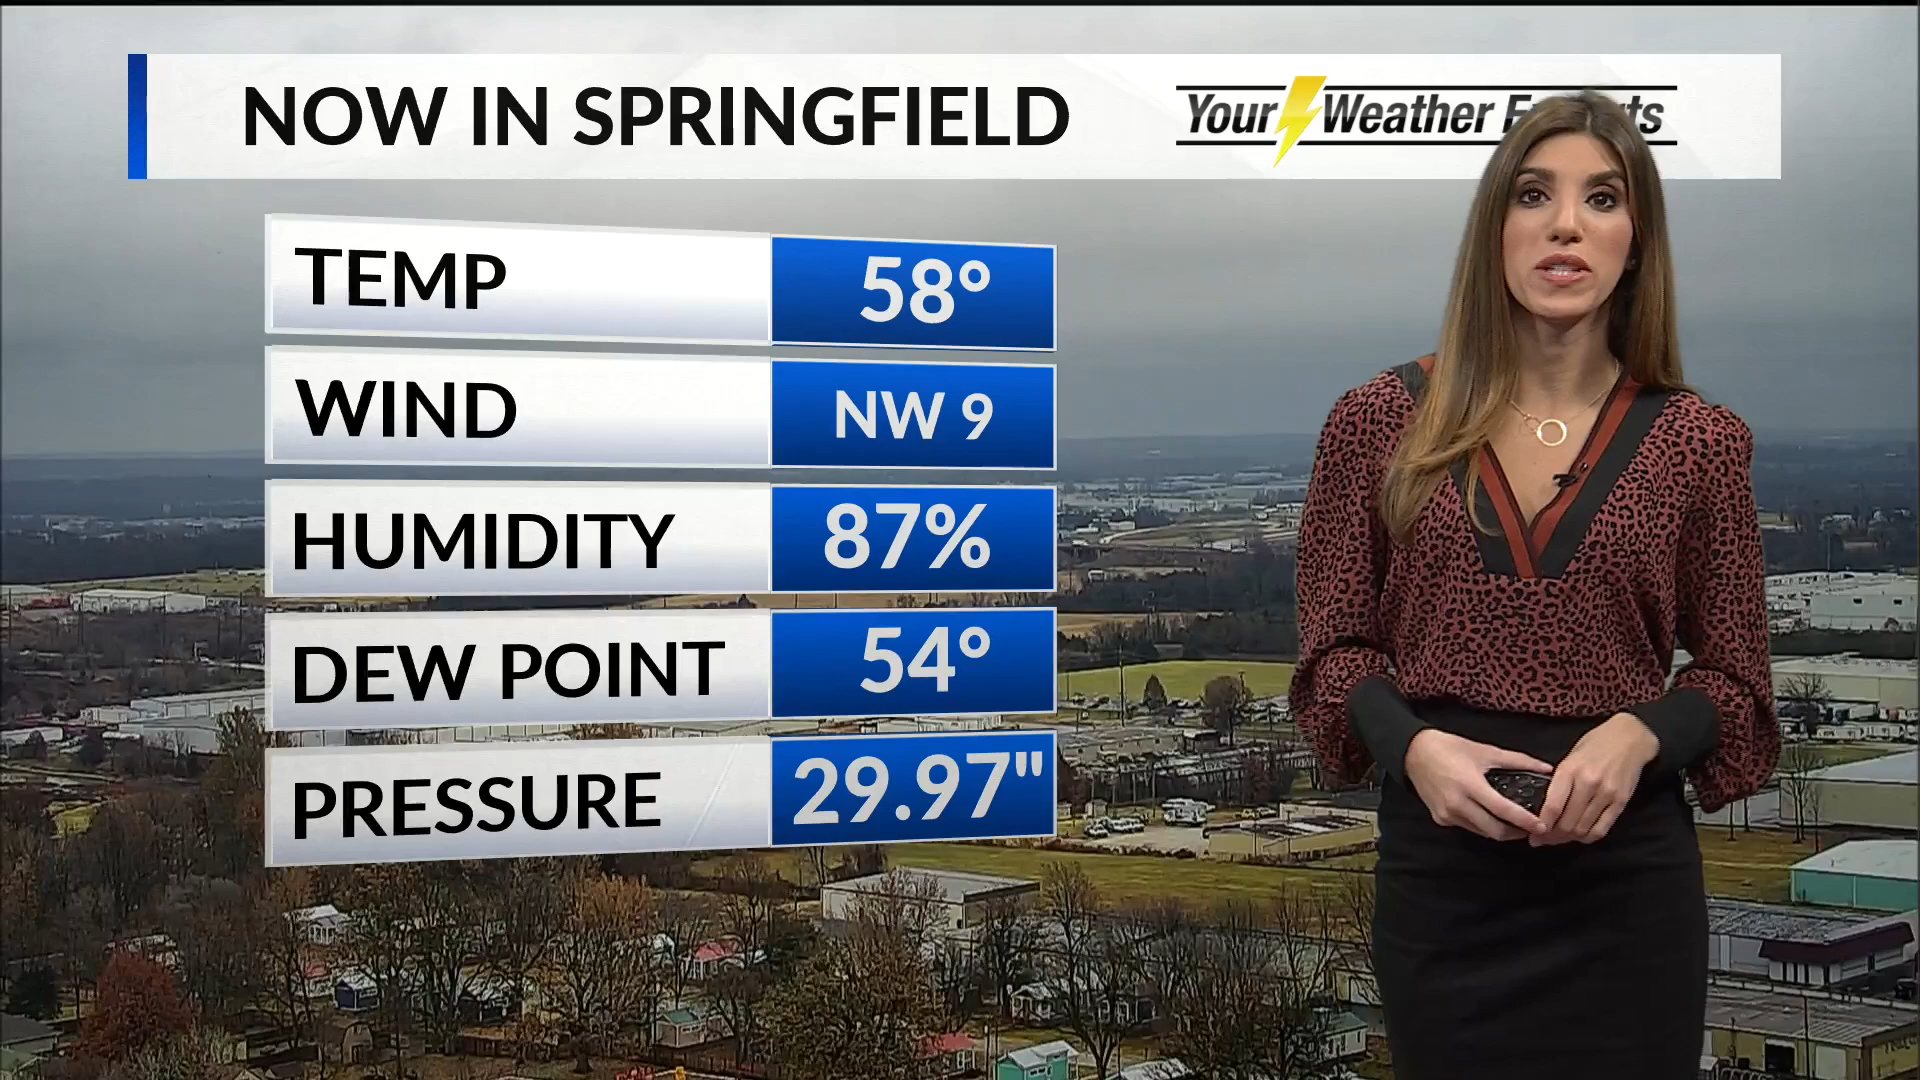 NOW IN SPRINGFIELD
Your Weather
TEMP 58°
WIND NW 9
HUMIDITY 87%
DEW POINT 54°
PRESSURE 29.97"